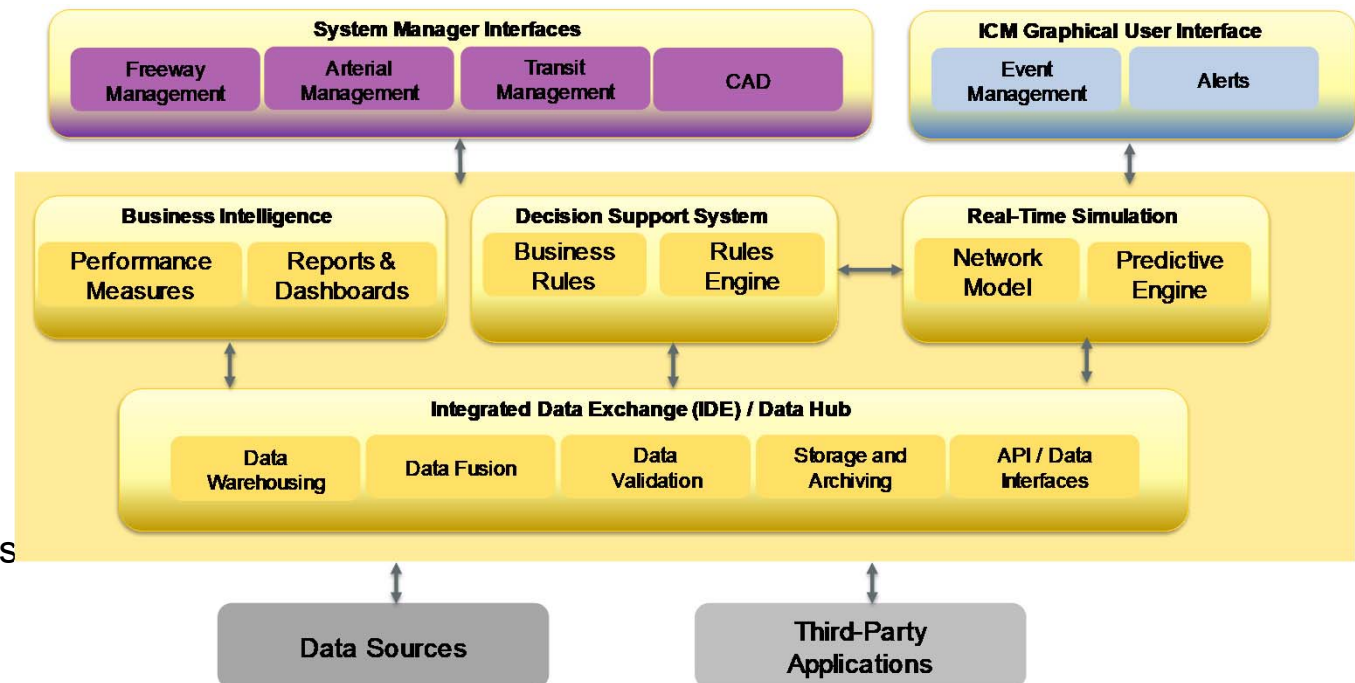 System Manager Interfaces
Freeway
Management
Arterial
Management
Transit
Management
CAD
ICM Graphical User Interface
Event
Management
Alerts
Business Intelligence
Performance
Measures
Reports &
Dashboards
Decision Support System
Business
Rules
Rules
Engine
Real-Time Simulation
Network
Model
Predictive
Engine
Integrated Data Exchange (IDE) / Data Hub
Data
Warehousing
Data Fusion
Data
Validation
Storage and
Archiving
API / Data
Interfaces
s
Data Sources
Third-Party
Applications